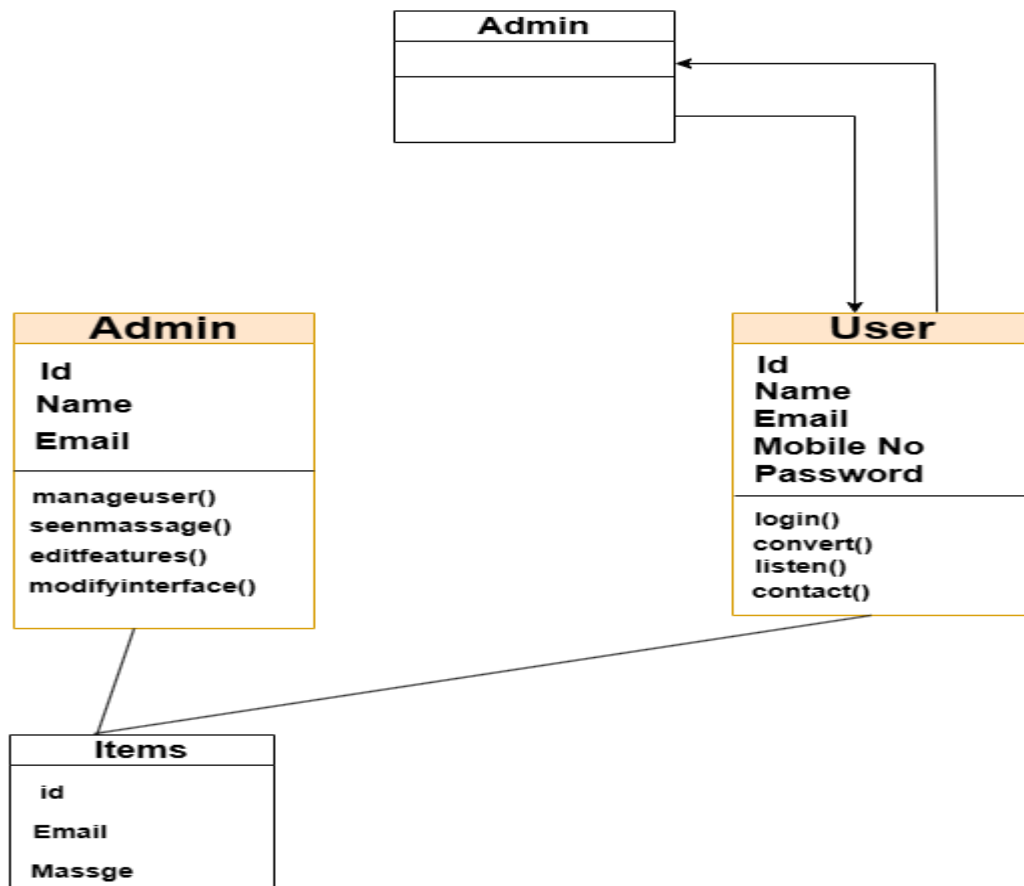 Admin
Admin
Id
Name
Email
manageuser()
seenmassage()
editfeatures()
modifyinterface()
User
Id
Name
Email
Mobile No
Password
login()
convert()
listen()
contact()
Items
id
Email
Massge